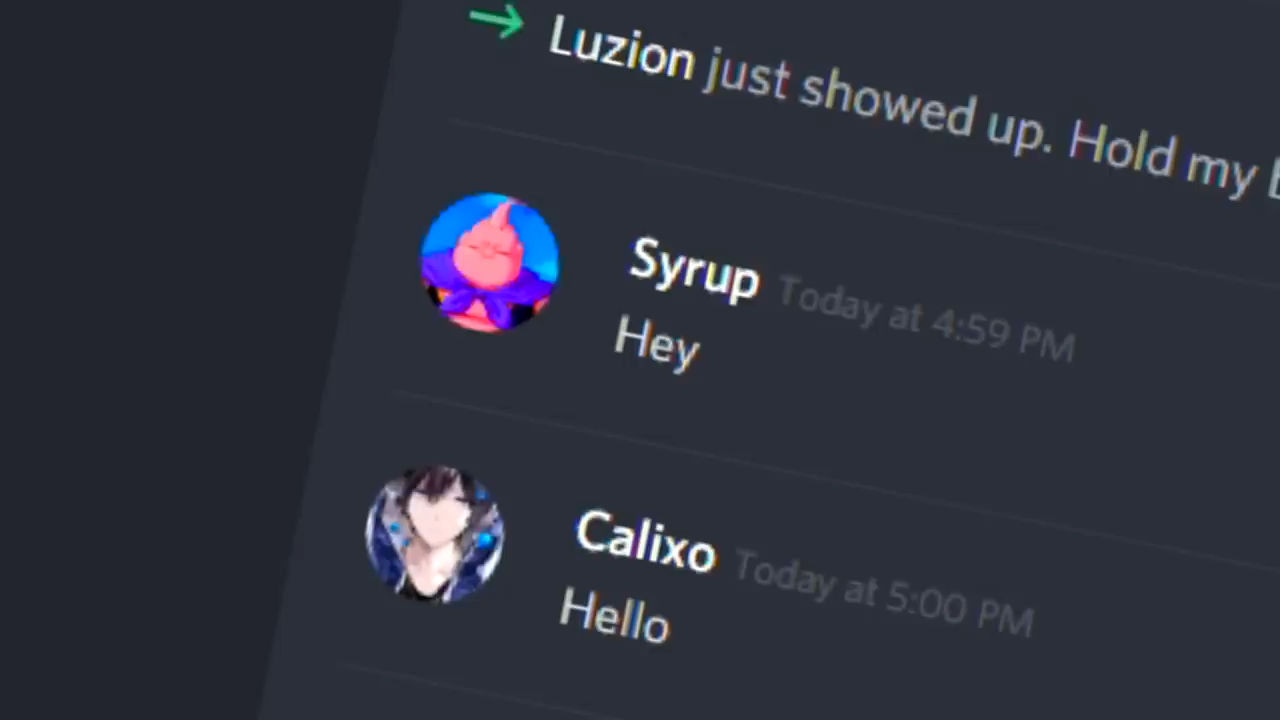 Luzion just showed up. Hold my
Syrup Today at 4:59 PM
Hey
Calixo Today at 5:00 PM
Hello